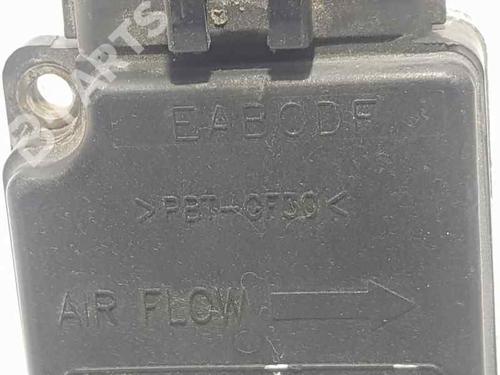 EABCDF
>PBT-GF30<
AIR FLOW